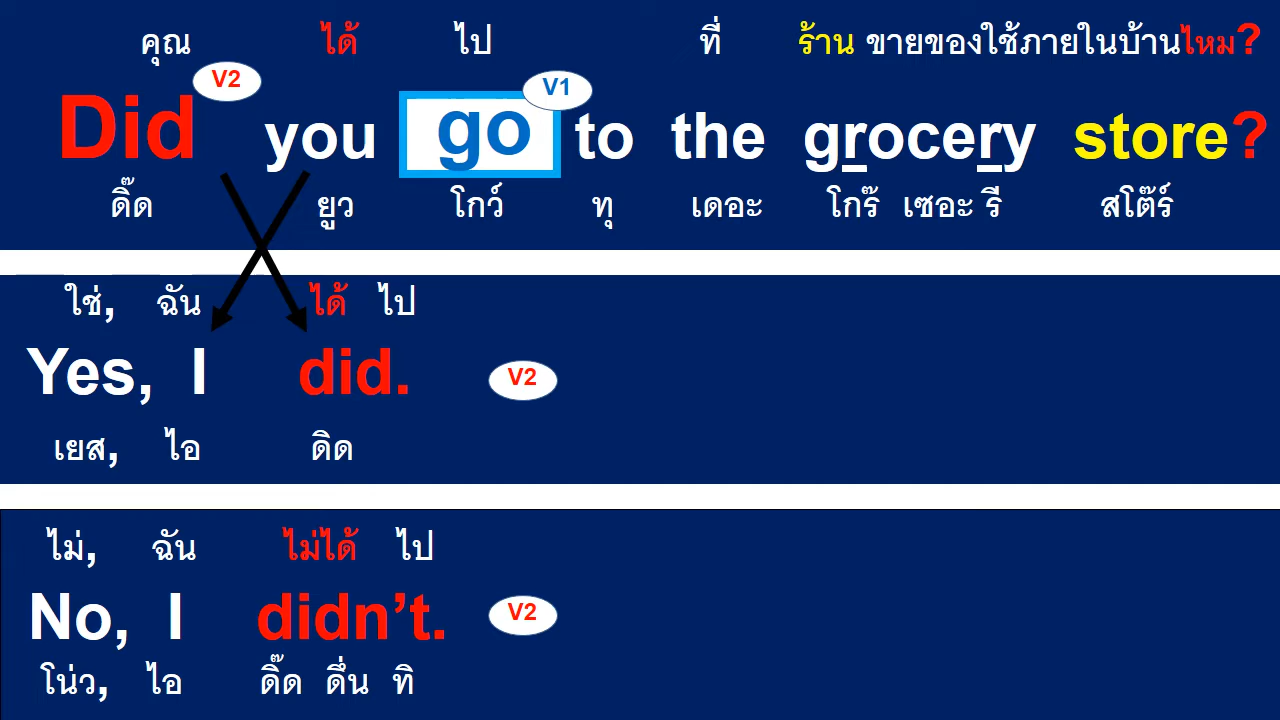 คุณ ได้ ไป ที่ ร้าน ขายของใช้ภายในบ้านไหม?
V2 V1
Did you go to the grocery store?
ดิ๊ด ยูว โกว์ ทุ เดอะ โกร๊ เซอะ รี สโต๊ร์
ใช่, ฉัน ได้ ไป
Yes, I did. V2
เยส, ไอ ดิด
ไม่, ฉัน ไม่ได้ ไป
No, I didn’t. V2
โน่ว, ไอ ดิ๊ด ดึ่น ทิ